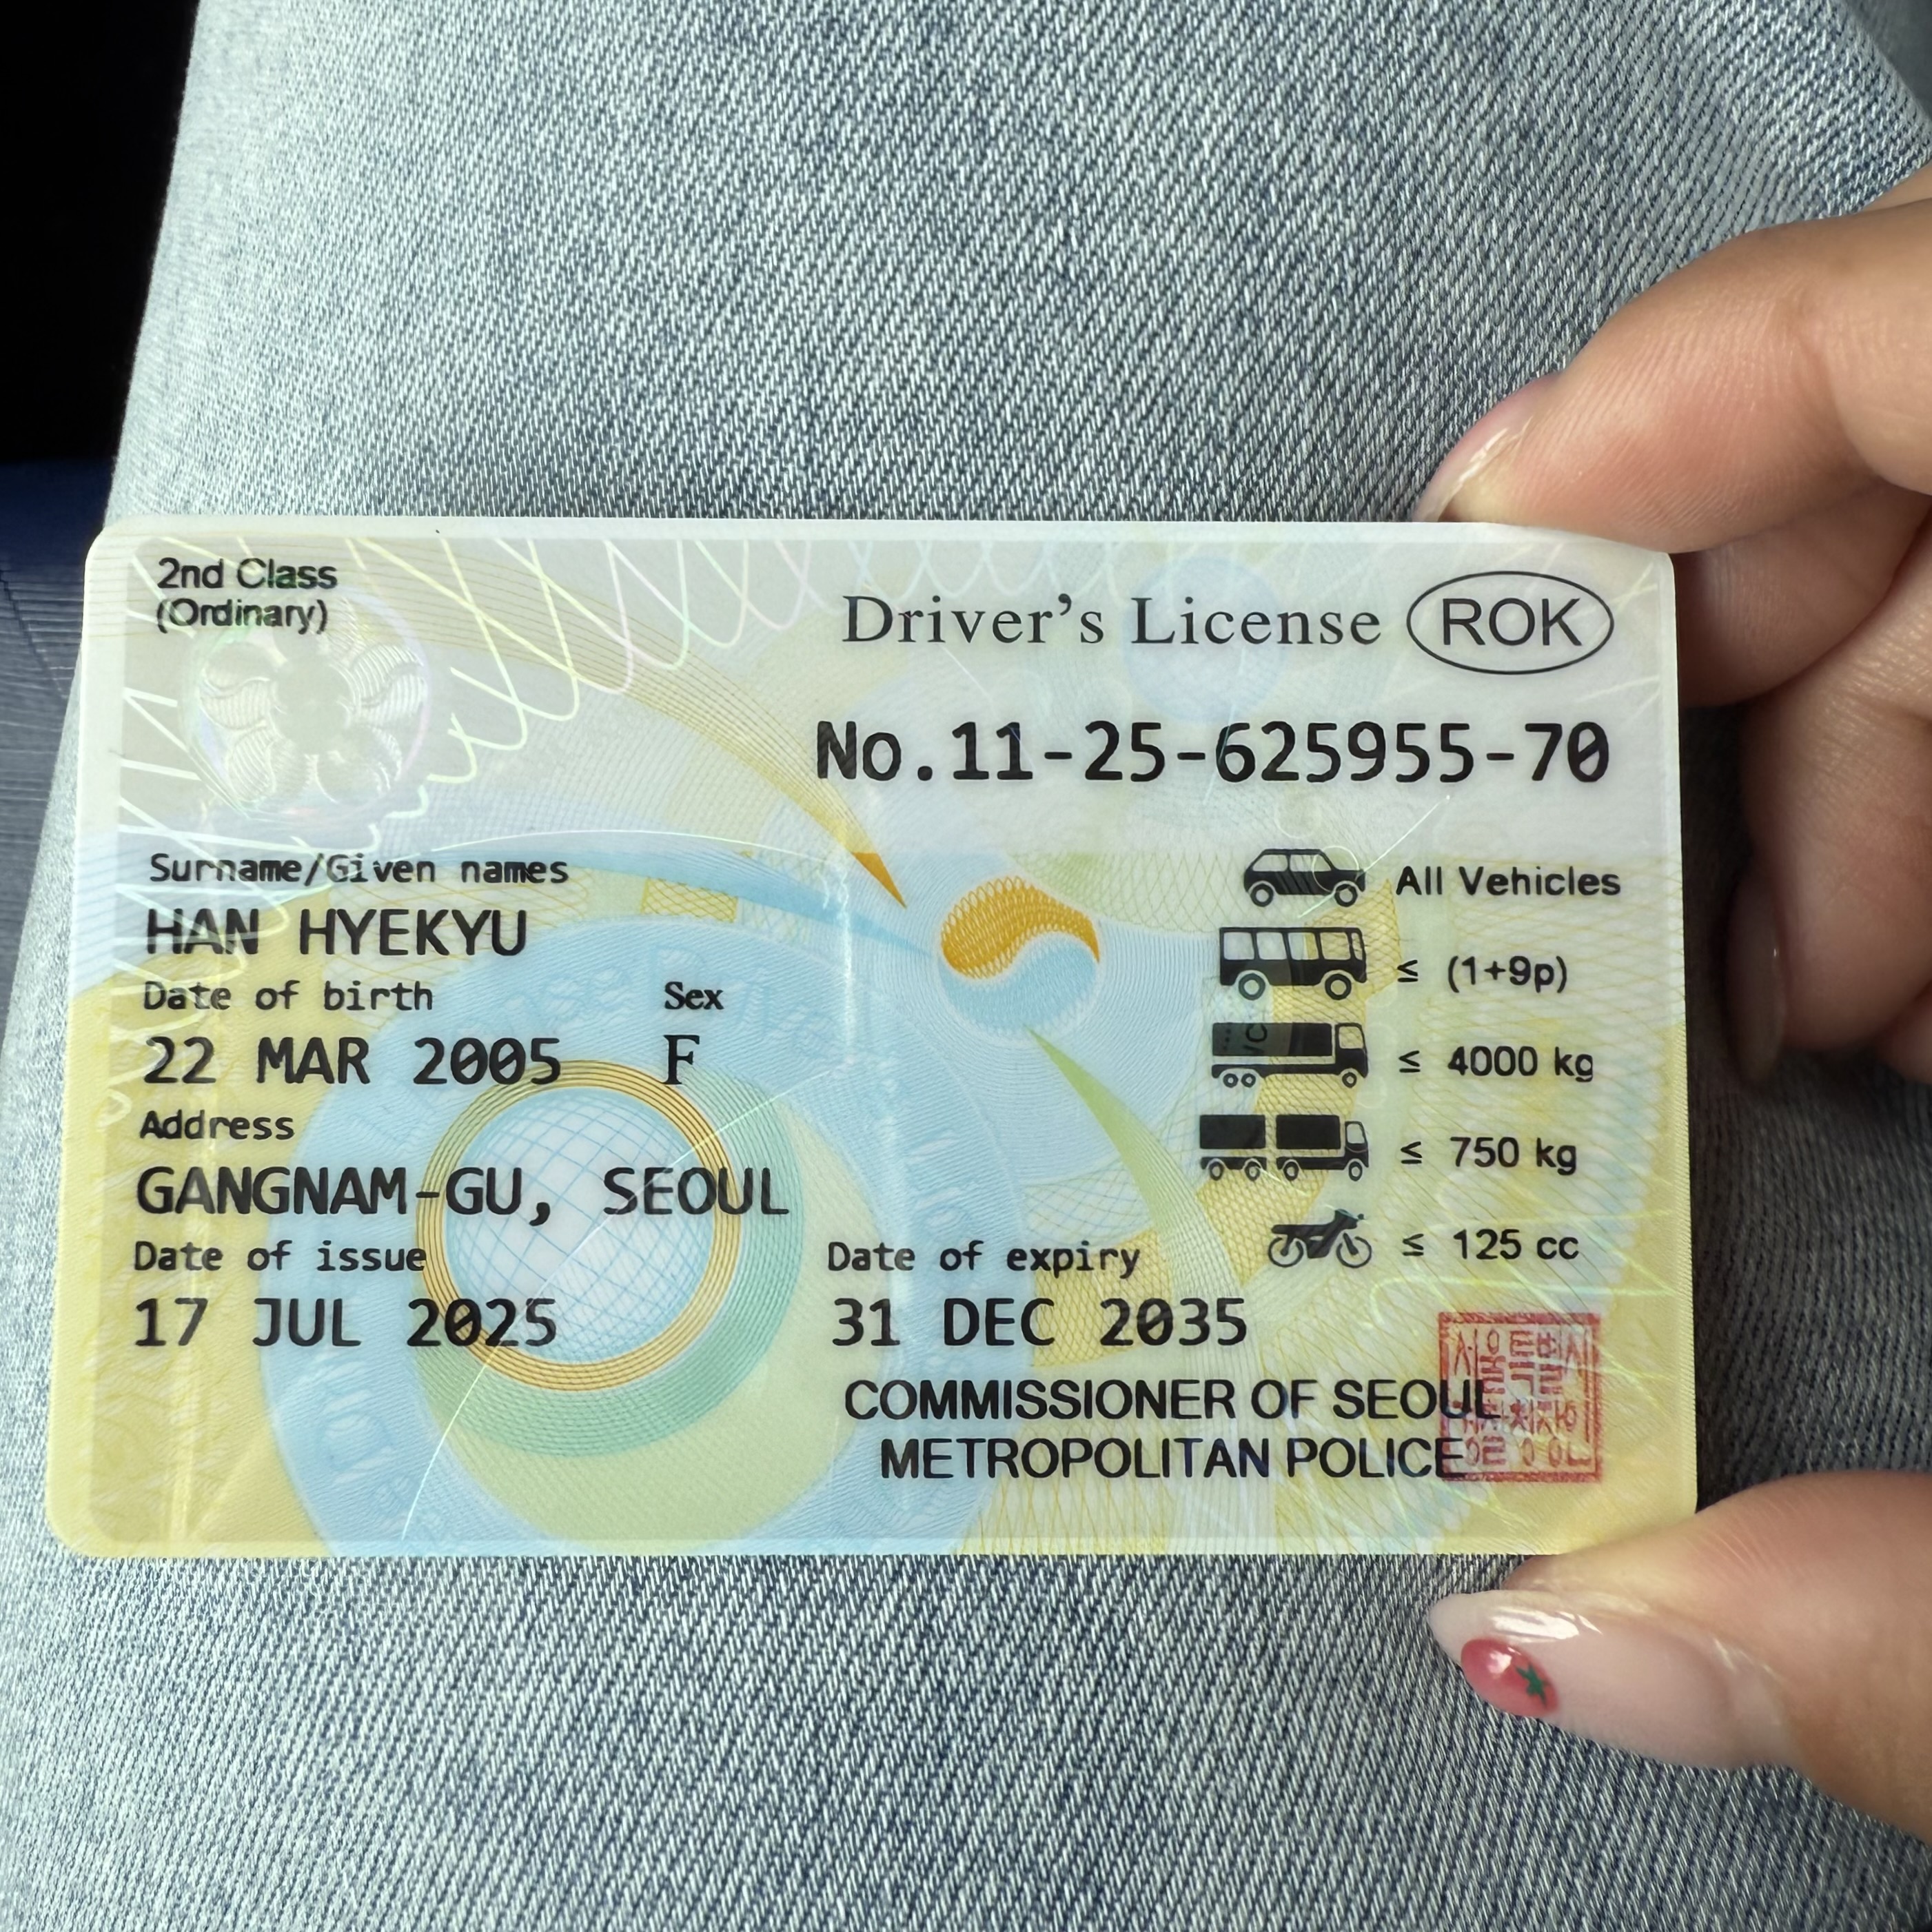 2nd Class
(Ordinary)
Driver's License ROK
No.11-25-625955-70
Surname/Given names
HAN HYEKYU
Date of birth Sex
22 MAR 2005 F
Address
GANGNAM-GU, SEOUL
Date of issue
17 JUL 2025
All Vehicles
≤ (1+9p)
≤ 4000 kg
≤ 750 kg
≤ 125 cc
Date of expiry
31 DEC 2035
COMMISSIONER OF SEOUL
METROPOLITAN POLICE